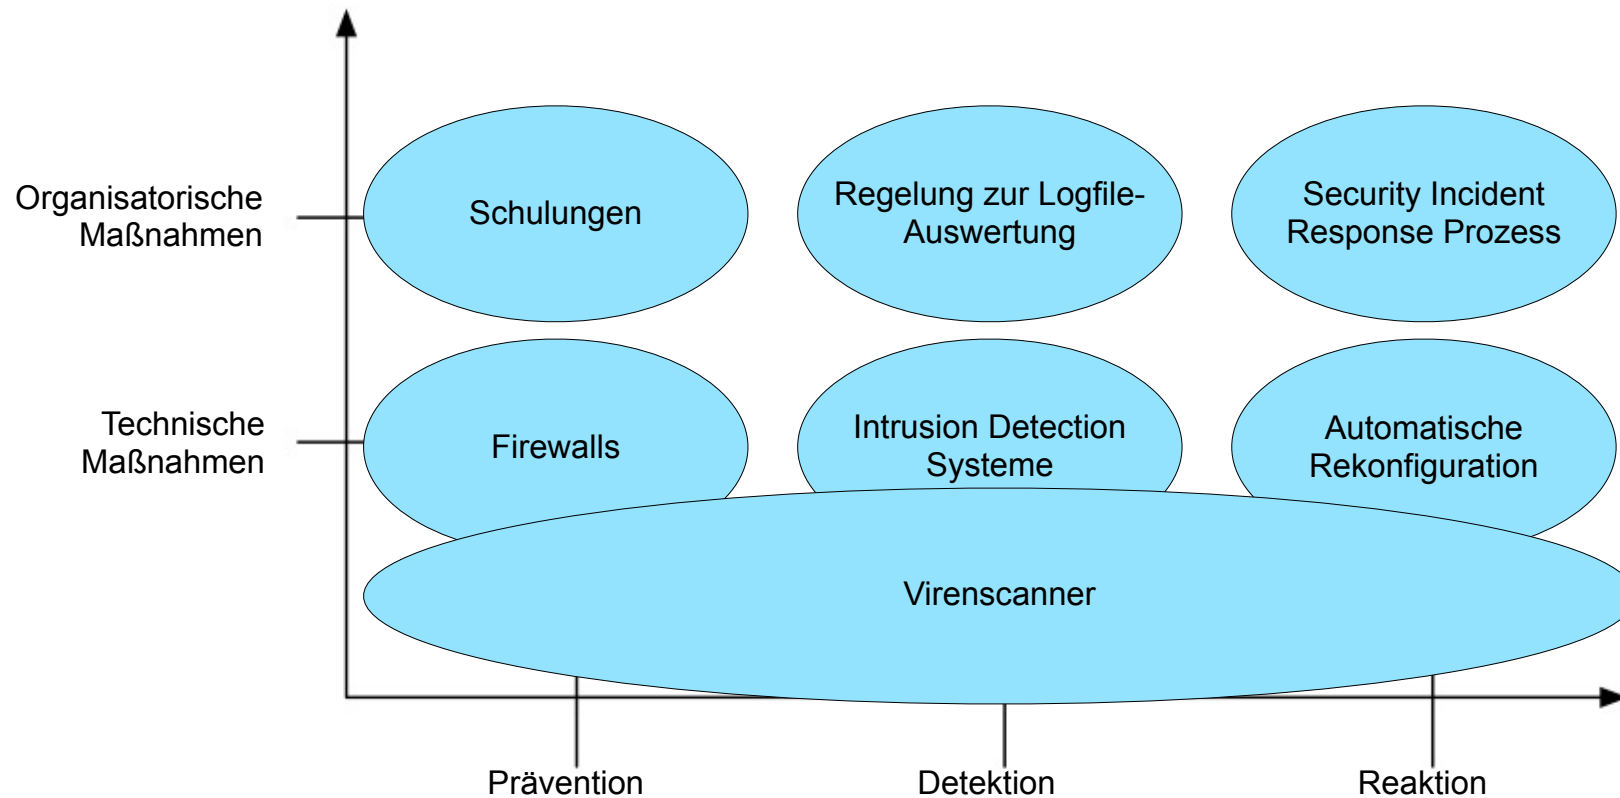 Organisatorische
Maßnahmen
Schulungen
Regelung zur Logfile-
Auswertung
Security Incident
Response Prozess
Technische
Maßnahmen
Firewalls
Intrusion Detection
Systeme
Automatische
Rekonfiguration
Virenscanner
Prävention
Detektion
Reaktion